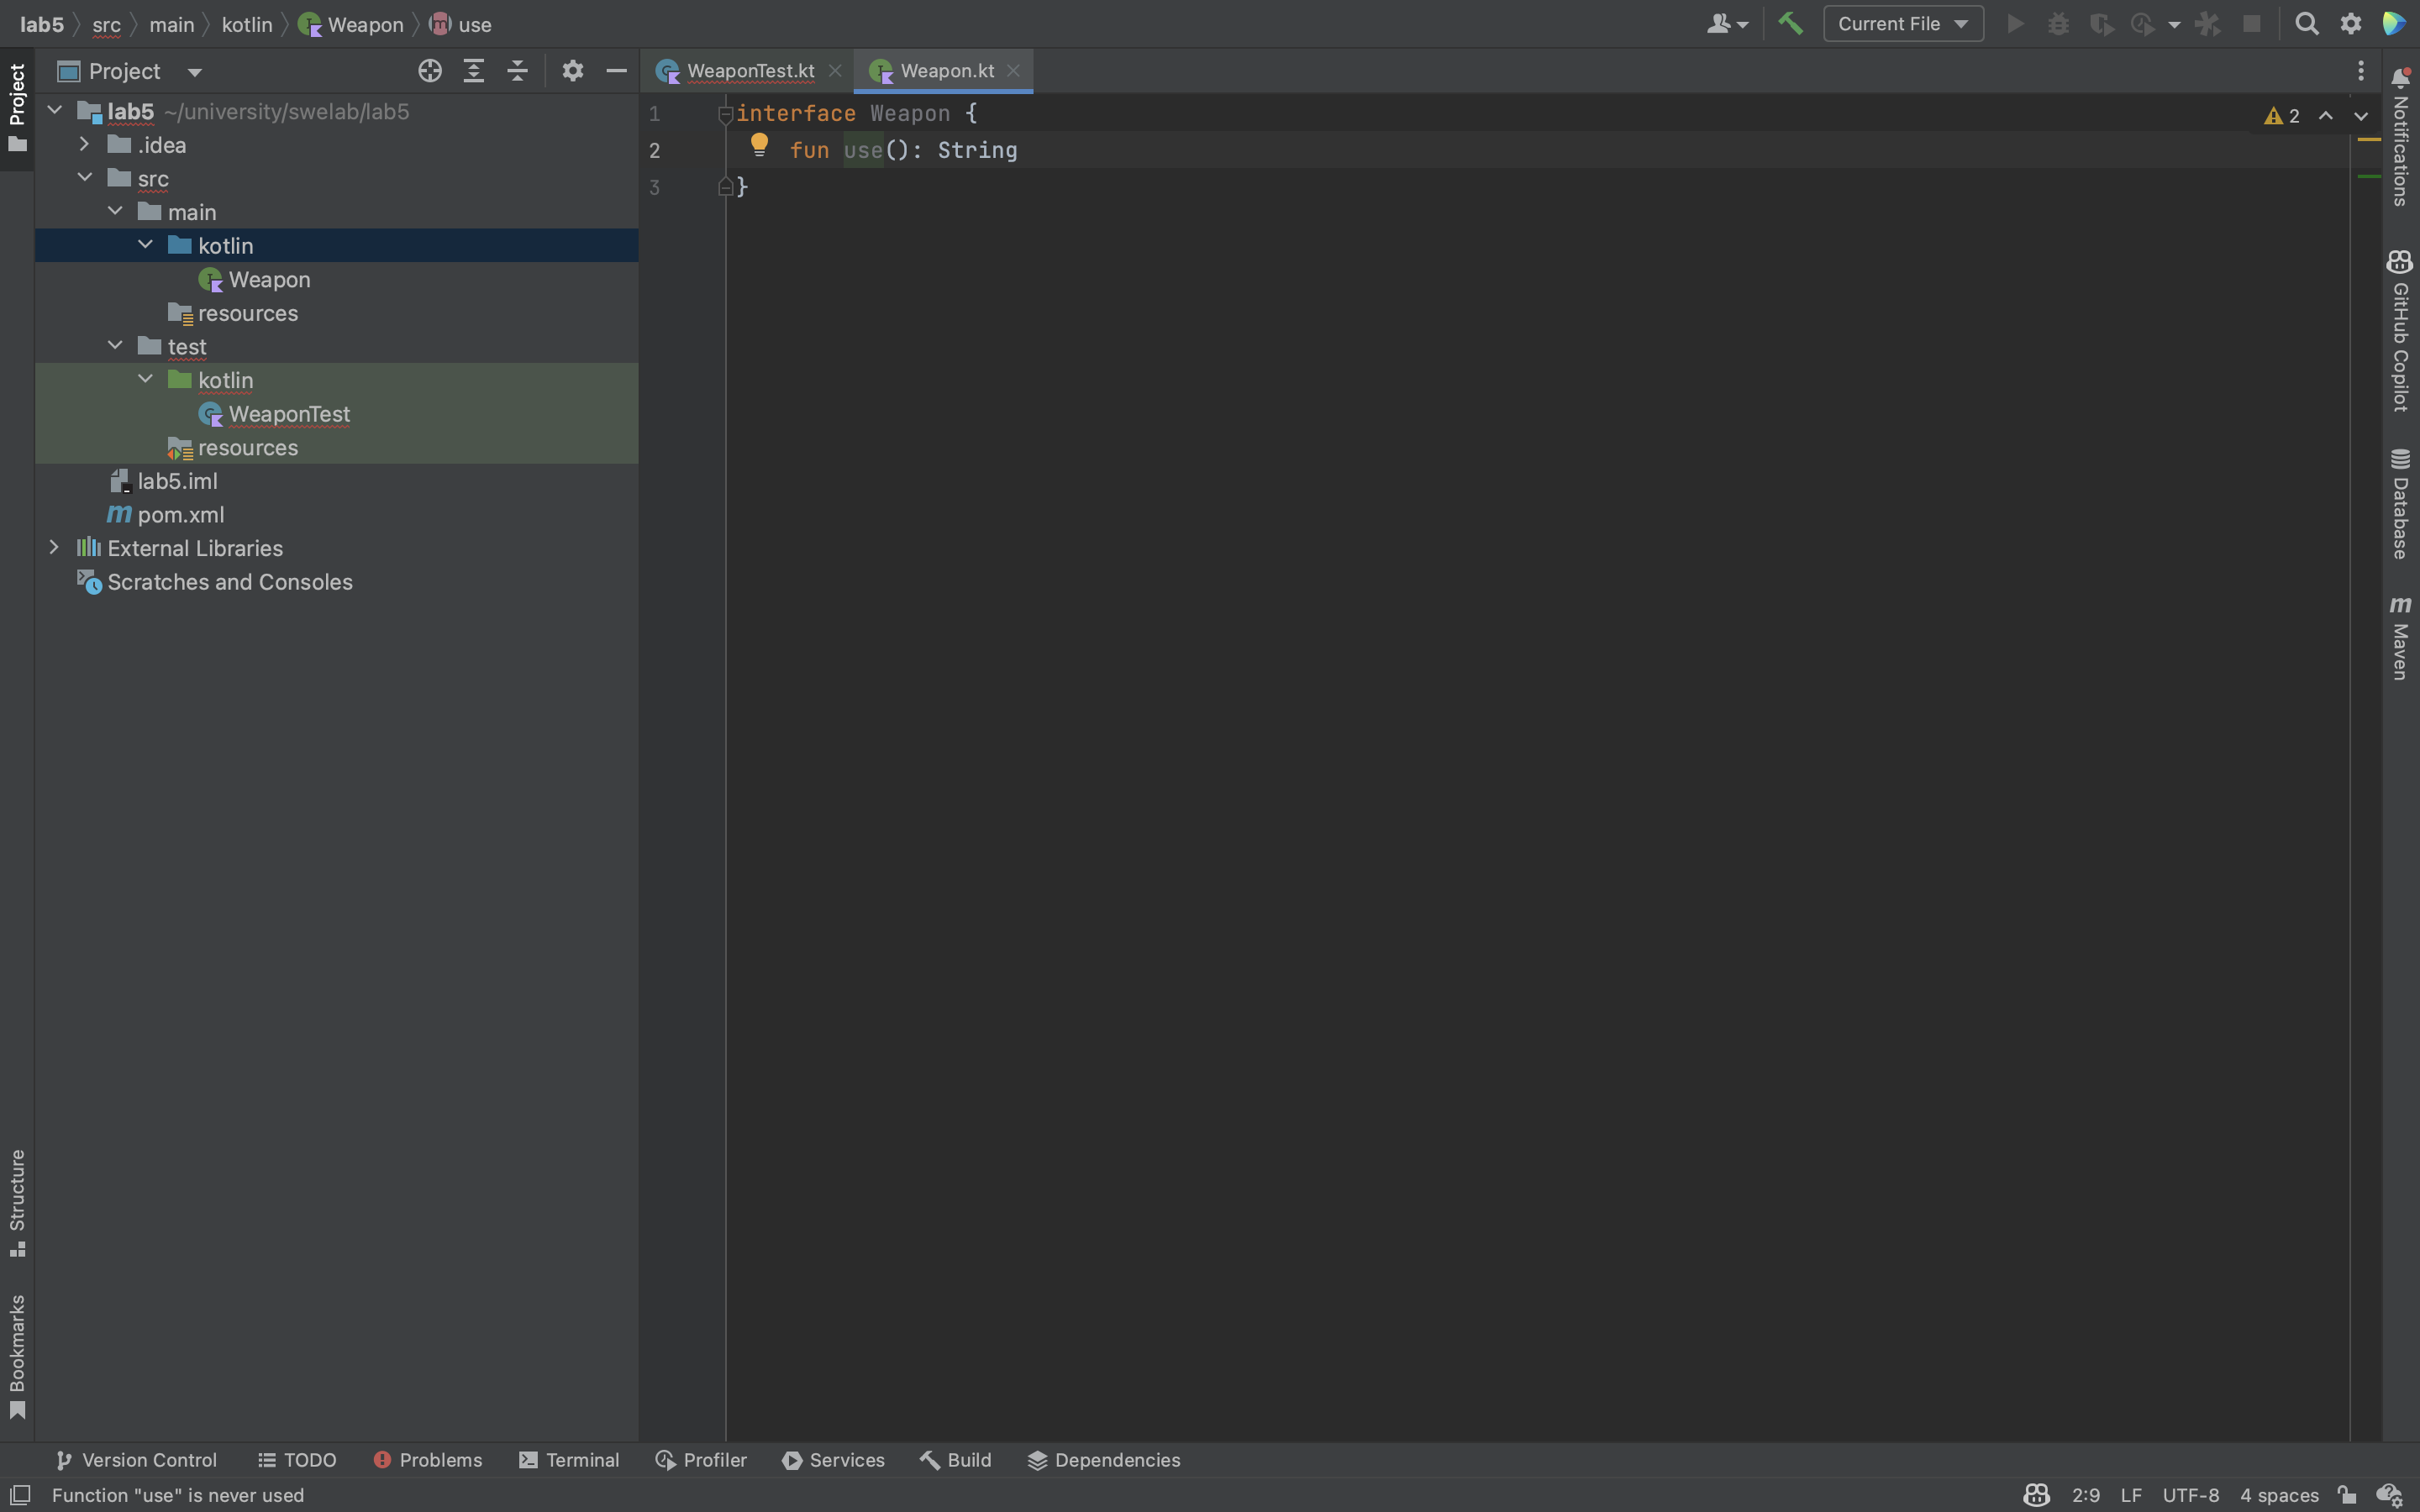 lab5 src main kotlin Weapon use
Current File
Project
Project
WeaponTest.kt
Weapon.kt
lab5 ~/university/swelab/lab5
.idea
src
main
kotlin
Weapon
resources
test
kotlin
WeaponTest
resources
lab5.iml
m pom.xml
External Libraries
Scratches and Consoles
1 interface Weapon {
2 fun use(): String
3 }
2
Notifications
GitHub Copilot
Database
m Maven
Structure
Bookmarks
Version Control TODO Problems Terminal Profiler Services Build Dependencies
Function "use" is never used
2:9 LF UTF-8 4 spaces